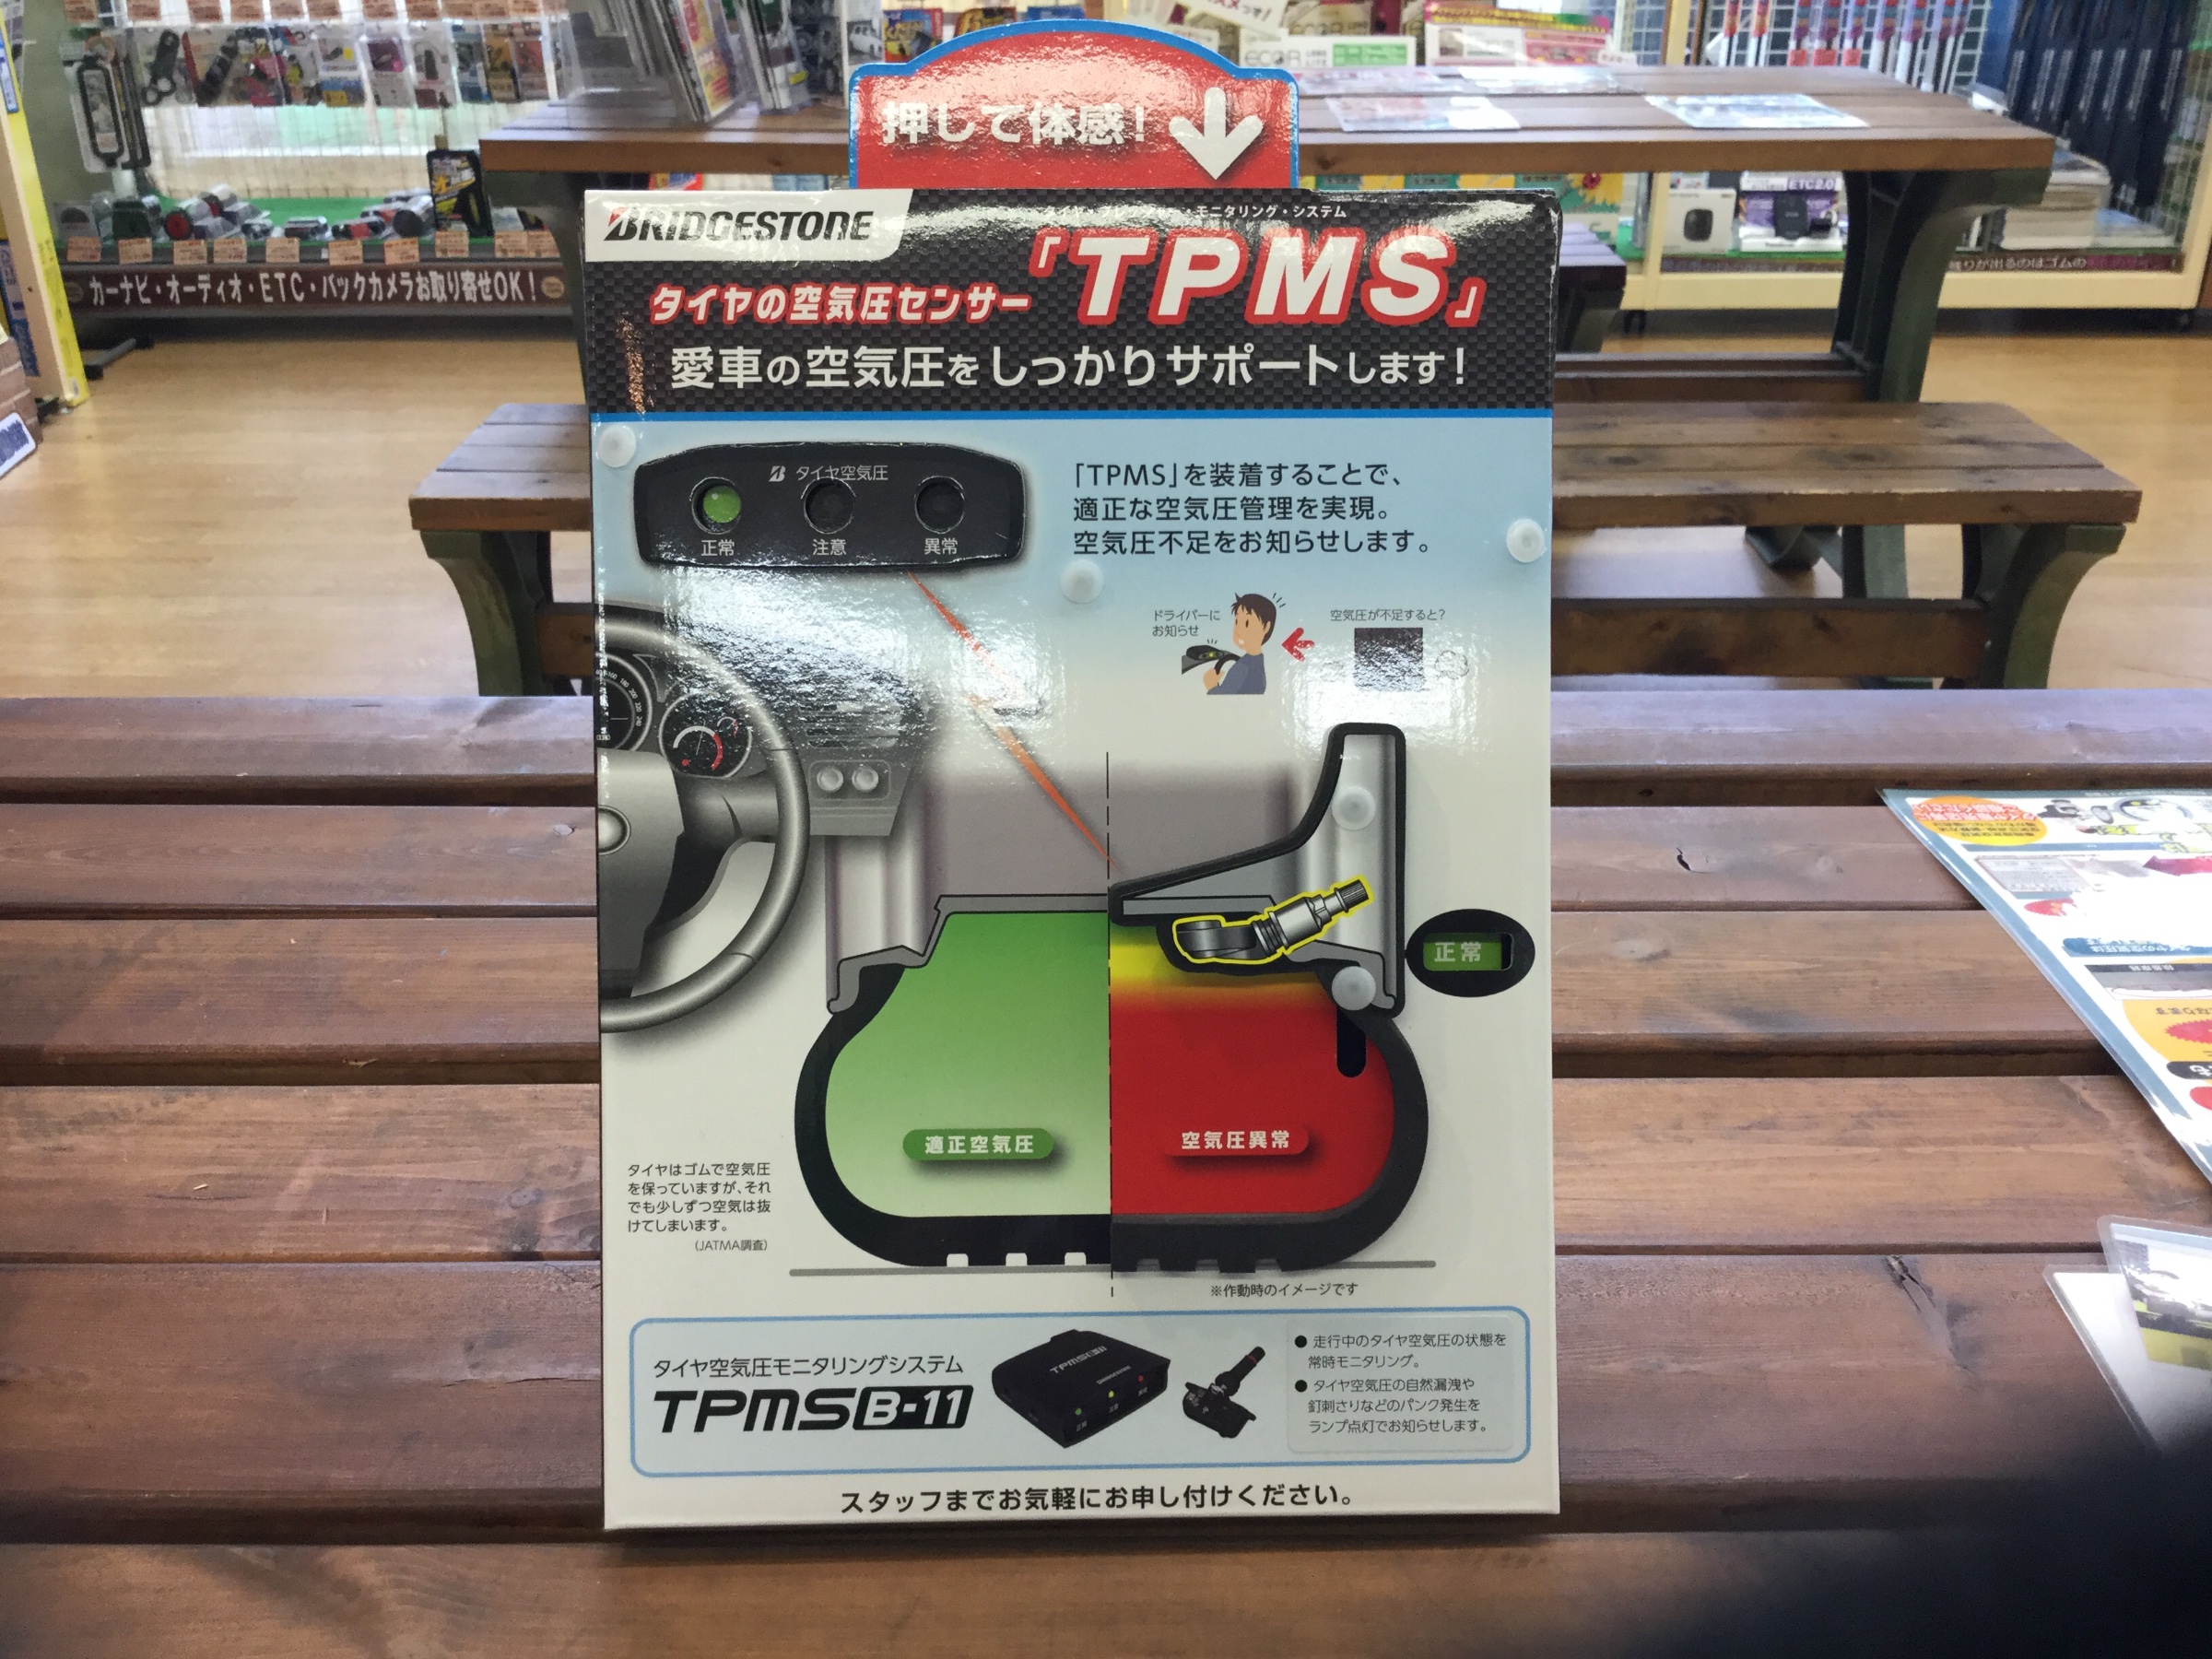 押して体感!
BRIDGESTONE
タイヤ・プレッシャー・モニタリング・システム
タイヤの空気圧センサー 『TPMS』
愛車の空気圧をしっかりサポートします!
タイヤ空気圧
正常 注意 異常
「TPMS」を装着することで、
適正な空気圧管理を実現。
空気圧不足をお知らせします。
ドライバーに
お知らせ
空気圧が不足すると?
正常
適正空気圧
空気圧異常
タイヤはゴムで空気圧
を保っていますが、それ
でも少しずつ空気は抜
けてしまいます。
(JATMA調査)
※作動時のイメージです
タイヤ空気圧モニタリングシステム
TPMS B-11
● 走行中のタイヤ空気圧の状態を
常時モニタリング。
● タイヤ空気圧の自然漏洩や
釘刺さりなどのパンク発生を
ランプ点灯でお知らせします。
スタッフまでお気軽にお申し付けください。
カーナビ・オーディオ・ETC・バックカメラお取り寄せOK!
ETC2.0